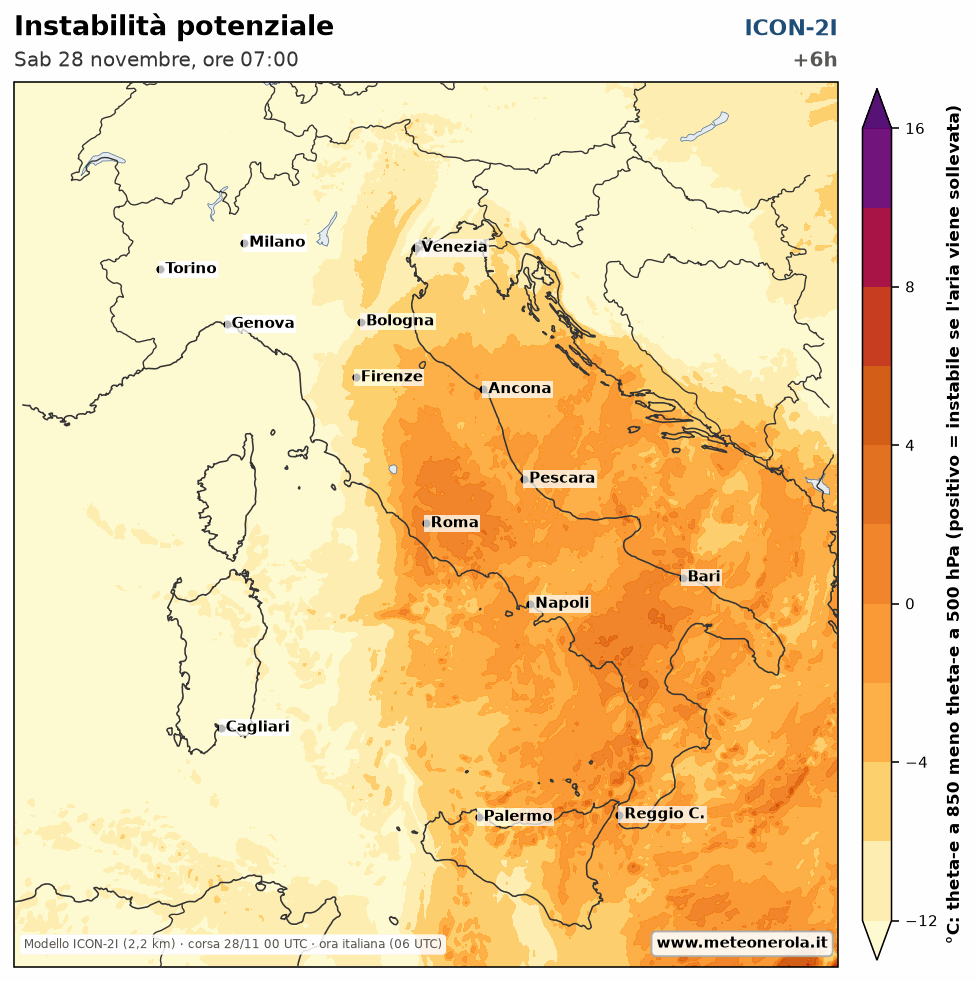 Instabilità potenziale
ICON-2I
Sab 28 novembre, ore 07:00
+6h
Milano
Venezia
Torino
Genova
Bologna
Firenze
Ancona
Pescara
Roma
Bari
Napoli
Cagliari
Palermo
Reggio C.
16
8
4
0
−4
−12
°C: theta-e a 850 meno theta-e a 500 hPa (positivo = instabile se l'aria viene sollevata)
Modello ICON-2I (2,2 km) · corsa 28/11 00 UTC · ora italiana (06 UTC)
www.meteonerola.it